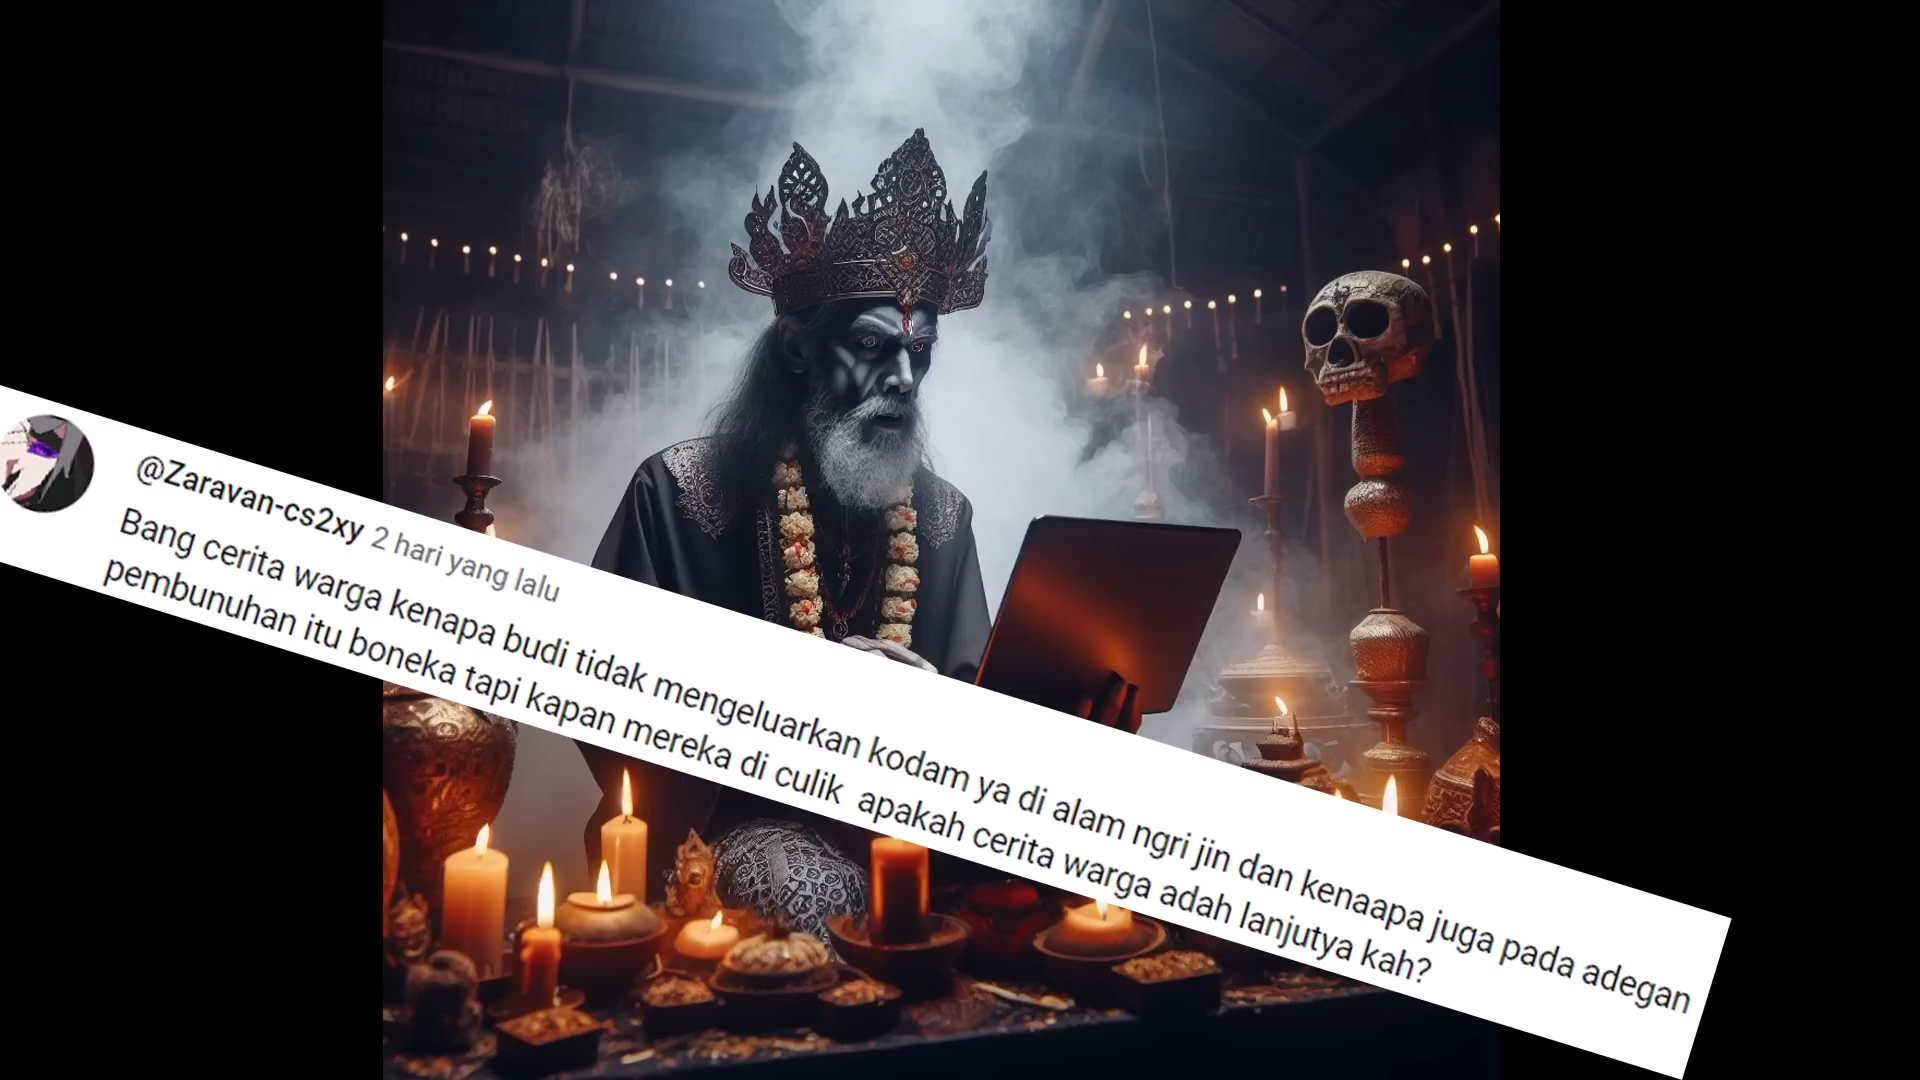 @Zaravan-cs2xy 2 hari yang lalu
Bang cerita warga kenapa budi tidak mengeluarkan kodam ya di alam ngri jin dan kenaapa juga pada adegan
pembunuhan itu boneka tapi kapan mereka di culik apakah cerita warga adah lanjutya kah?